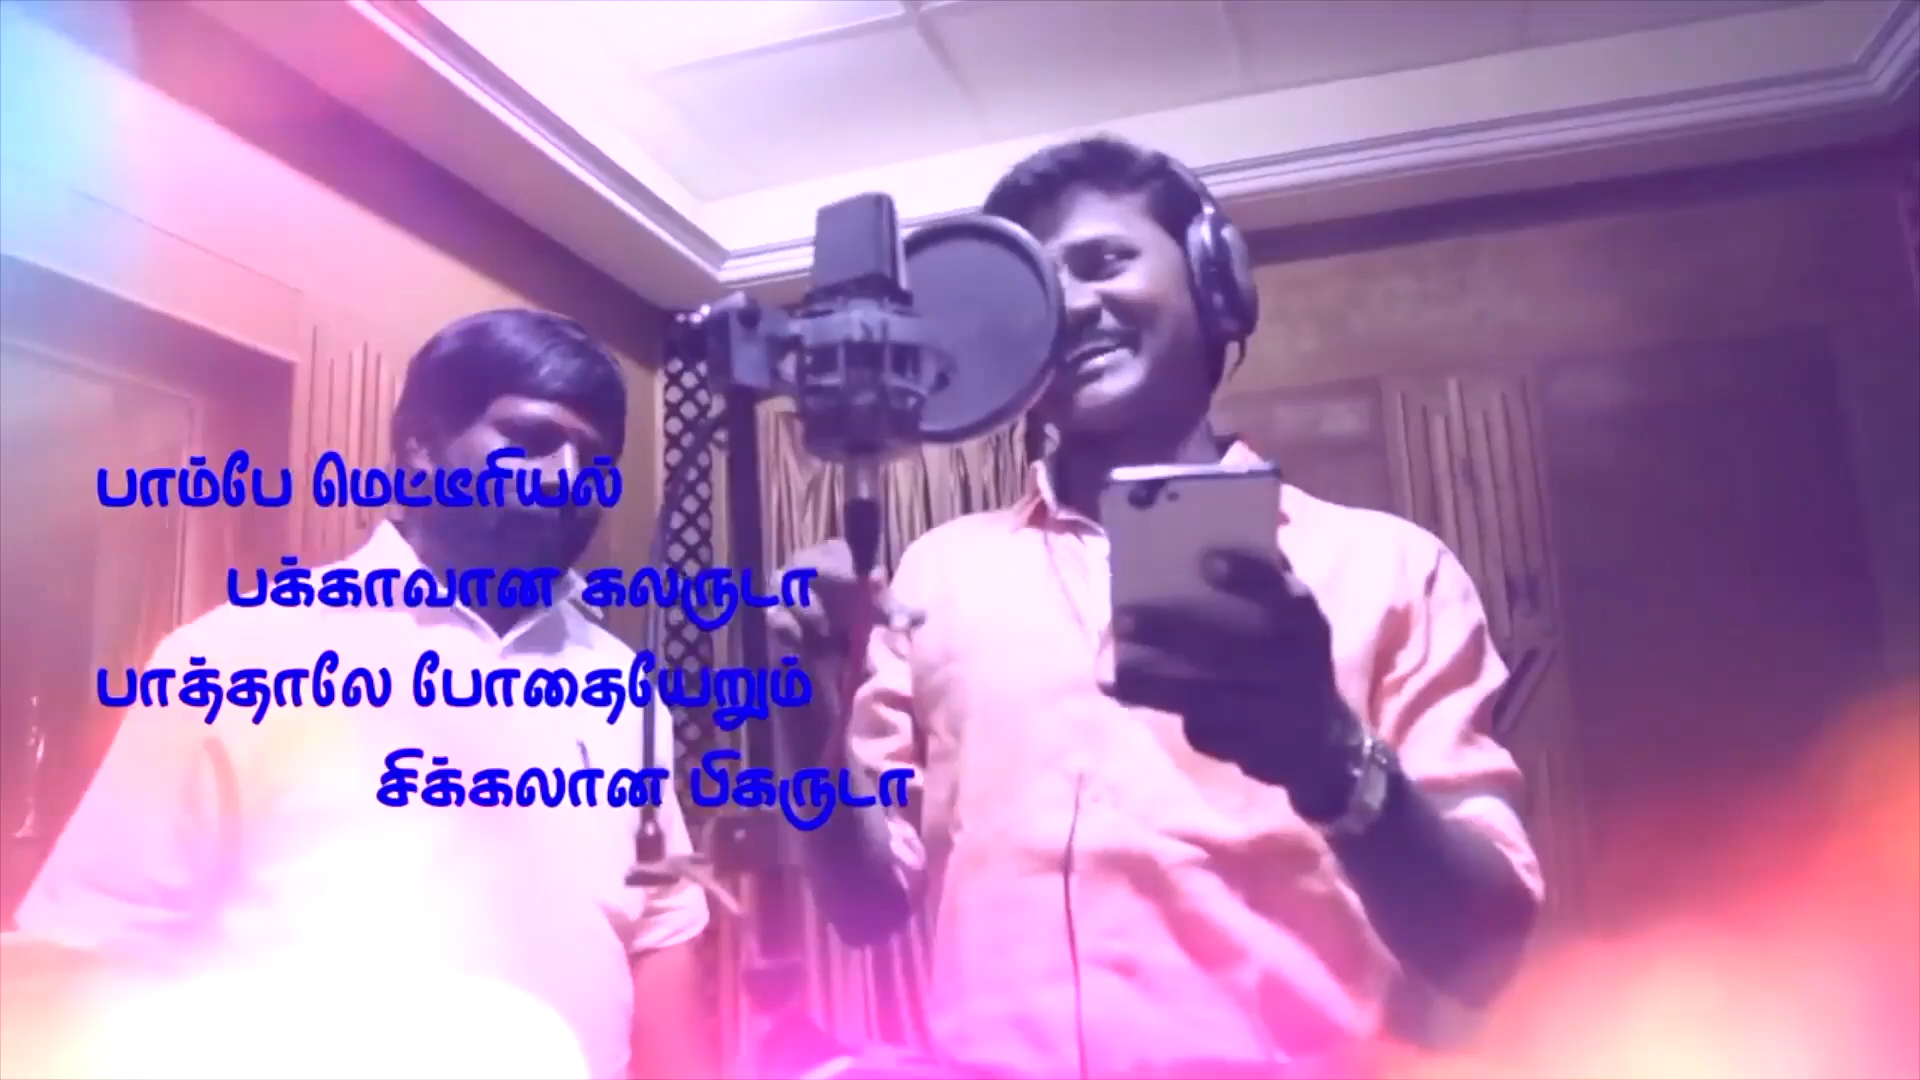 பாம்பே மெட்டீரியல்
பக்காவான கலருடா
பாத்தாலே போதையேறும்
சிக்கலான பிகருடா